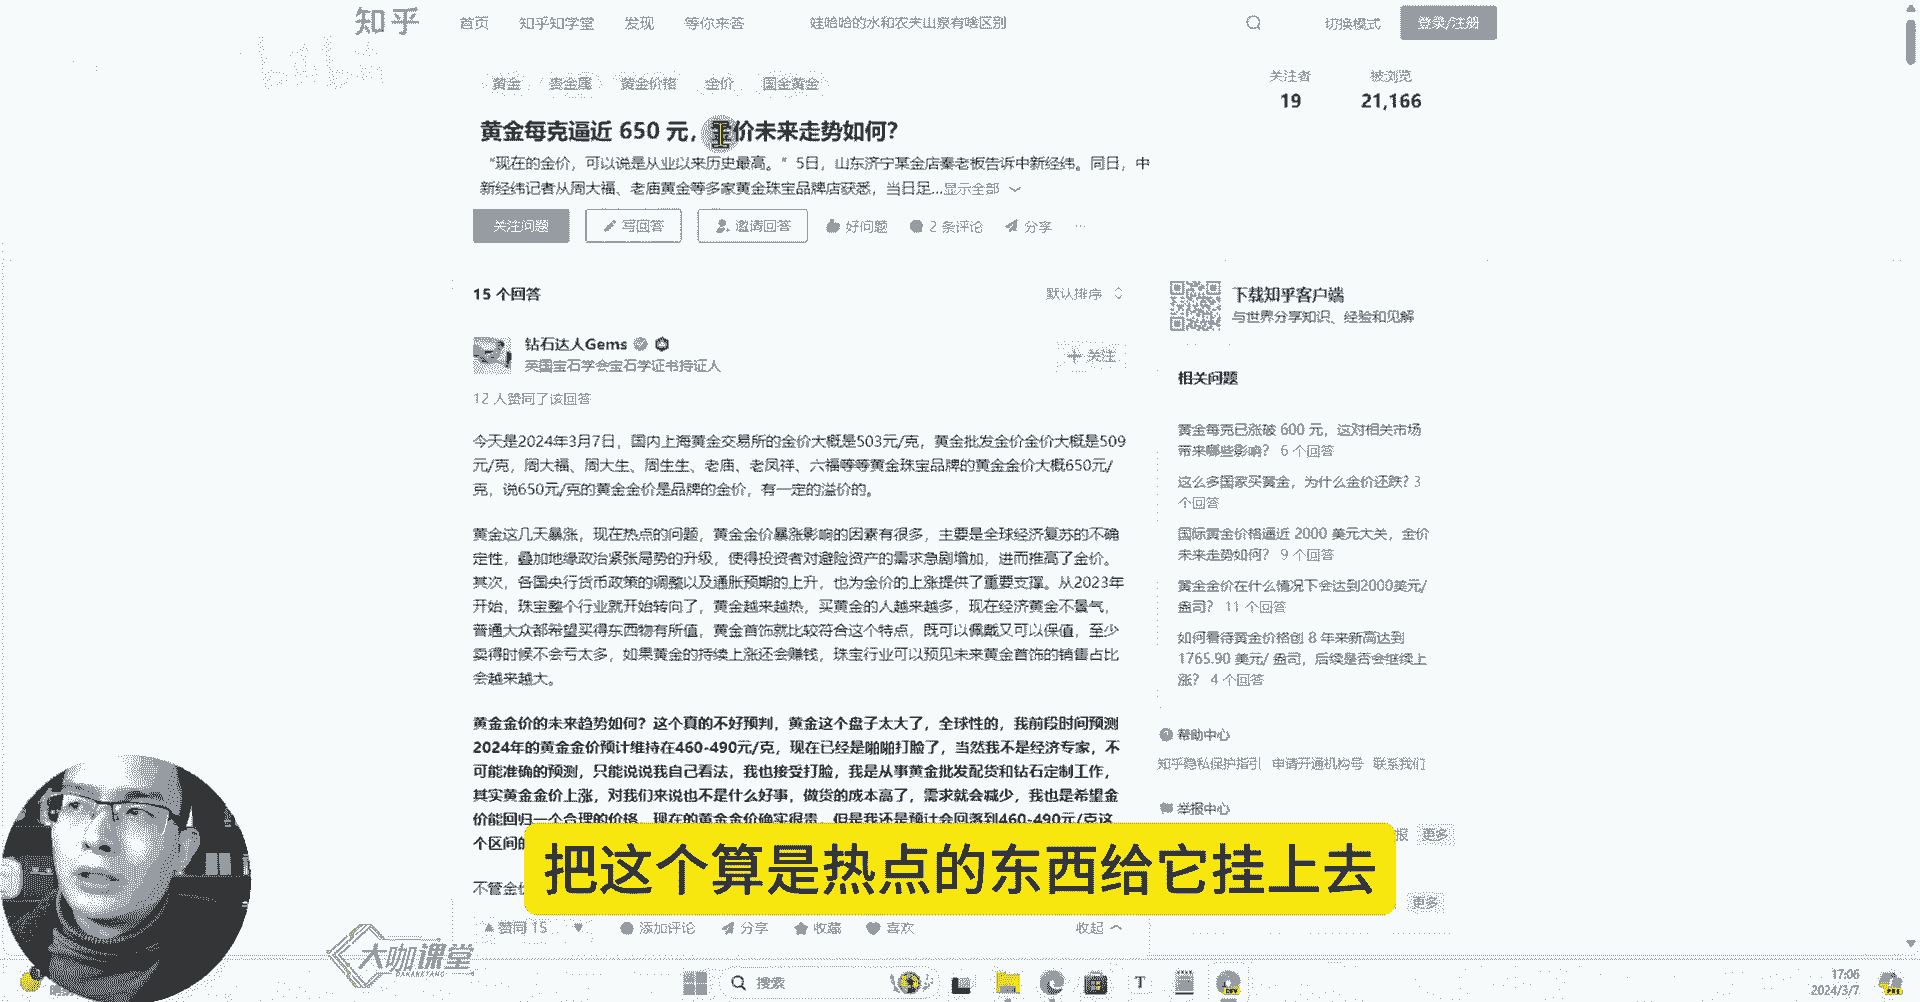 知乎
首页 知乎知学堂 发现 等你来答 娃哈哈的水和农夫山泉有啥区别 切换模式 登录/注册
黄金 贵金属 黄金价格 金价 国金黄金
关注者 被浏览
19 21,166
黄金每克逼近 650 元，金价未来走势如何？
“现在的金价，可以说是从业以来历史最高。”5日，山东济宁某金店秦老板告诉中新经纬。同日，中
新经纬记者从周大福、老庙黄金等多家黄金珠宝品牌店获悉，当日足...显示全部
关注问题 写回答 邀请回答 好问题 2 条评论 分享 ...
15 个回答 默认排序
钻石达人Gems
英国宝石学会宝石学证书持证人
关注
12 人赞同了该回答
今天是2024年3月7日，国内上海黄金交易所的金价大概是503元/克，黄金批发金价金价大概是509
元/克，周大福、周大生、周生生、老庙、老凤祥、六福等等黄金珠宝品牌的黄金金价大概650元/
克，说650元/克的黄金金价是品牌的金价，有一定的溢价的。
黄金这几天暴涨，现在热点的问题，黄金金价暴涨影响的因素有很多，主要是全球经济复苏的不确
定性，叠加地缘政治紧张局势的升级，使得投资者对避险资产的需求急剧增加，进而推高了金价。
其次，各国央行货币政策的调整以及通胀预期的上升，也为金价的上涨提供了重要支撑。从2023年
开始，珠宝整个行业就开始转向了，黄金越来越热，买黄金的人越来越多，现在经济黄金不景气，
普通大众都希望买得东西物有所值，黄金首饰就比较符合这个特点，既可以佩戴又可以保值，至少
卖得时候不会亏太多，如果黄金的持续上涨还会赚钱，珠宝行业可以预见未来黄金首饰的销售占比
会越来越大。
黄金金价的未来趋势如何？这个真的不好预判，黄金这个盘子太大了，全球性的，我前段时间预测
2024年的黄金金价预计维持在460-490元/克，现在已经是啪啪打脸了，当然我不是经济专家，不
可能准确的预测，只能说说我自己看法，我也接受打脸，我是从事黄金批发配货和钻石定制工作，
其实黄金金价上涨，对我们来说也不是什么好事，做货的成本高了，需求就会减少，我也是希望金
价能回归一个合理的价格，现在的黄金金价确实很贵，但是我还是预计会回落到460-490元/克这
个区间的
不管金
赞同 15 添加评论 分享 收藏 喜欢 收起
下载知乎客户端
与世界分享知识、经验和见解
相关问题
黄金每克已涨破 600 元，这对相关市场
带来哪些影响？ 6 个回答
这么多国家买黄金，为什么金价还跌？3
个回答
国际黄金价格逼近 2000 美元大关，金价
未来走势如何？ 9 个回答
黄金金价在什么情况下会达到2000美元/
盎司？ 11 个回答
如何看待黄金价格创 8 年来新高达到
1765.90 美元/ 盎司，后续是否会继续上
涨？ 4 个回答
帮助中心
知乎隐私保护指引 申请开通机构号 联系我们
举报中心
报 更多
更多
把这个算是热点的东西给它挂上去
大咖课堂
DAKAKETANG
搜索
17:06
2024/3/7